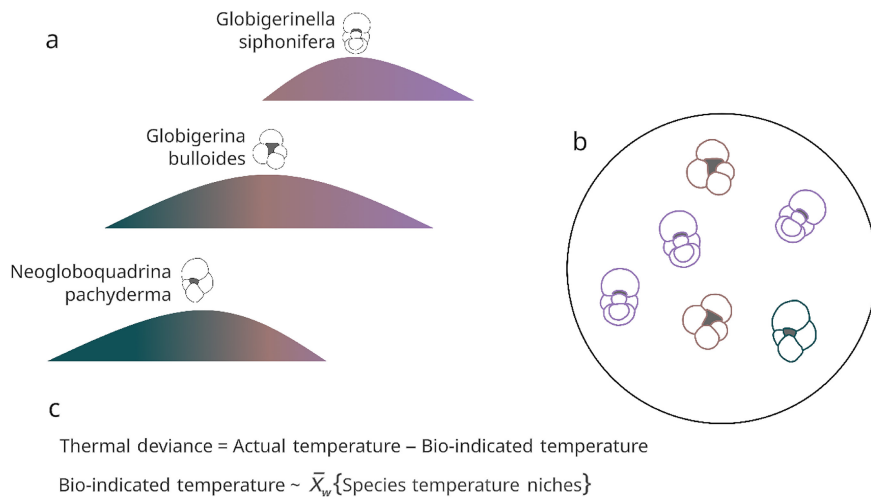 a
Globigerinella
siphonifera
Globigerina
bulloides
Neogloboquadrina
pachyderma
b
c
Thermal deviance = Actual temperature – Bio-indicated temperature
Bio-indicated temperature ~ X̄w{Species temperature niches}